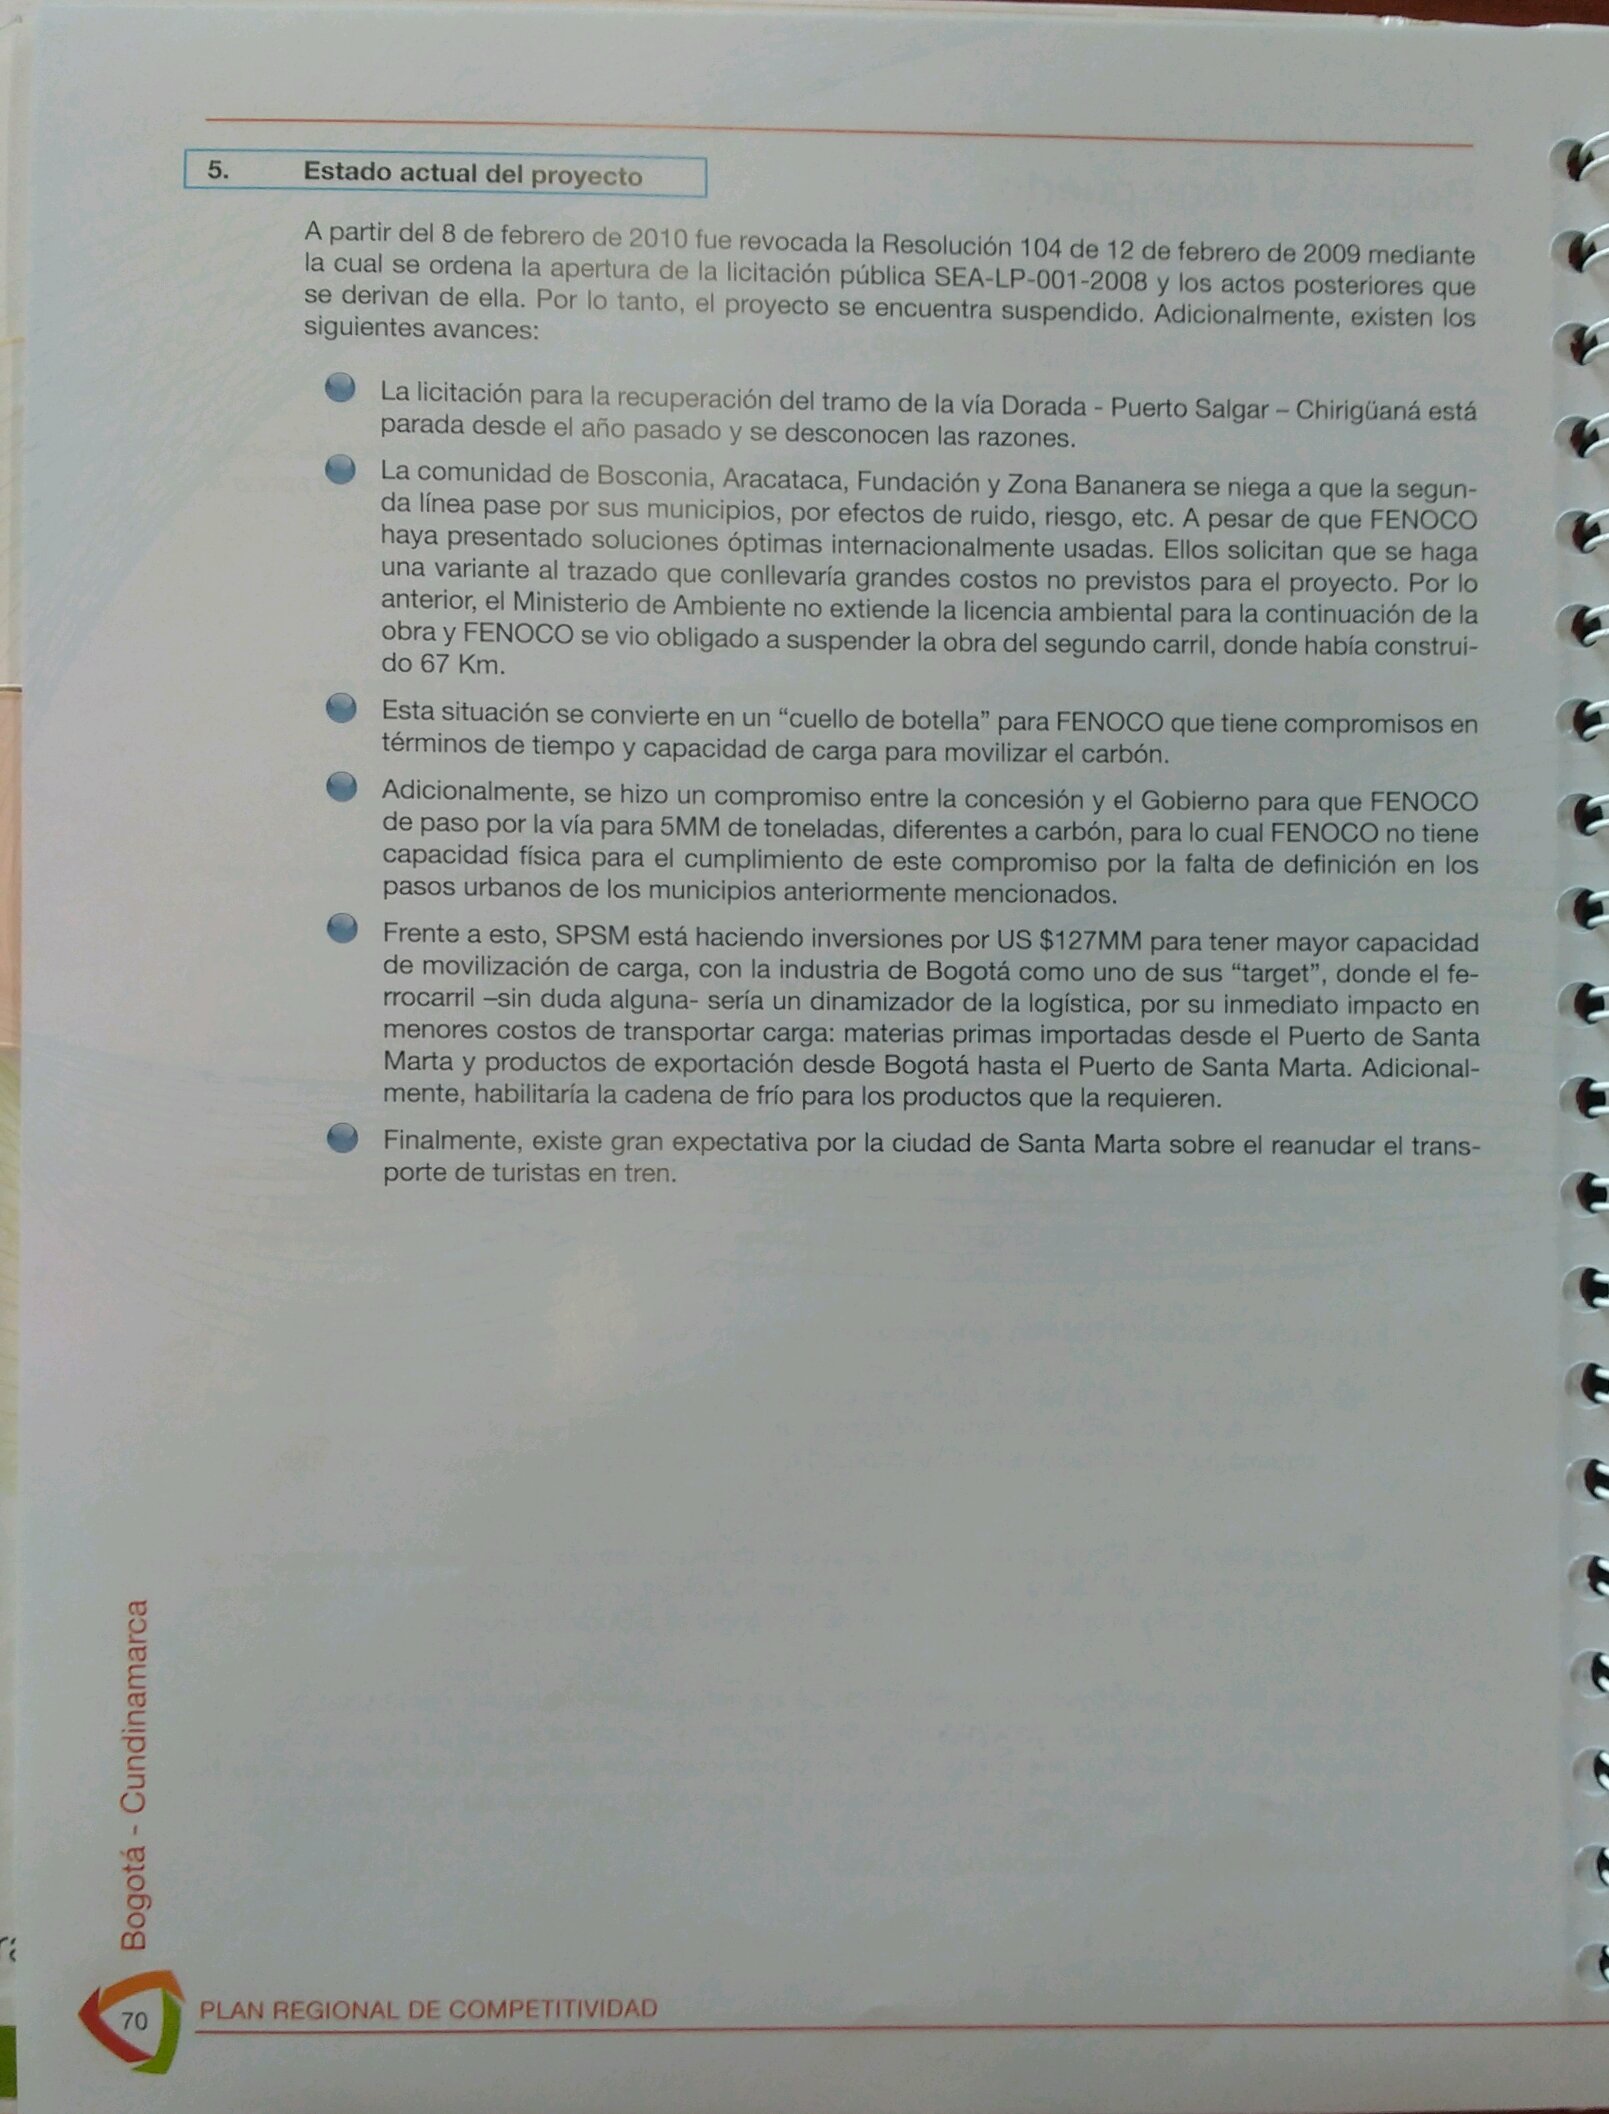 5. Estado actual del proyecto
A partir del 8 de febrero de 2010 fue revocada la Resolución 104 de 12 de febrero de 2009 mediante
la cual se ordena la apertura de la licitación pública SEA-LP-001-2008 y los actos posteriores que
se derivan de ella. Por lo tanto, el proyecto se encuentra suspendido. Adicionalmente, existen los
siguientes avances:
La licitación para la recuperación del tramo de la vía Dorada - Puerto Salgar – Chirigüaná está
parada desde el año pasado y se desconocen las razones.
La comunidad de Bosconia, Aracataca, Fundación y Zona Bananera se niega a que la segun-
da línea pase por sus municipios, por efectos de ruido, riesgo, etc. A pesar de que FENOCO
haya presentado soluciones óptimas internacionalmente usadas. Ellos solicitan que se haga
una variante al trazado que conllevaría grandes costos no previstos para el proyecto. Por lo
anterior, el Ministerio de Ambiente no extiende la licencia ambiental para la continuación de la
obra y FENOCO se vio obligado a suspender la obra del segundo carril, donde había construi-
do 67 Km.
Esta situación se convierte en un “cuello de botella” para FENOCO que tiene compromisos en
términos de tiempo y capacidad de carga para movilizar el carbón.
Adicionalmente, se hizo un compromiso entre la concesión y el Gobierno para que FENOCO
de paso por la vía para 5MM de toneladas, diferentes a carbón, para lo cual FENOCO no tiene
capacidad física para el cumplimiento de este compromiso por la falta de definición en los
pasos urbanos de los municipios anteriormente mencionados.
Frente a esto, SPSM está haciendo inversiones por US $127MM para tener mayor capacidad
de movilización de carga, con la industria de Bogotá como uno de sus “target”, donde el fe-
rrocarril –sin duda alguna- sería un dinamizador de la logística, por su inmediato impacto en
menores costos de transportar carga: materias primas importadas desde el Puerto de Santa
Marta y productos de exportación desde Bogotá hasta el Puerto de Santa Marta. Adicional-
mente, habilitaría la cadena de frío para los productos que la requieren.
Finalmente, existe gran expectativa por la ciudad de Santa Marta sobre el reanudar el trans-
porte de turistas en tren.
Bogotá - Cundinamarca
70 PLAN REGIONAL DE COMPETITIVIDAD